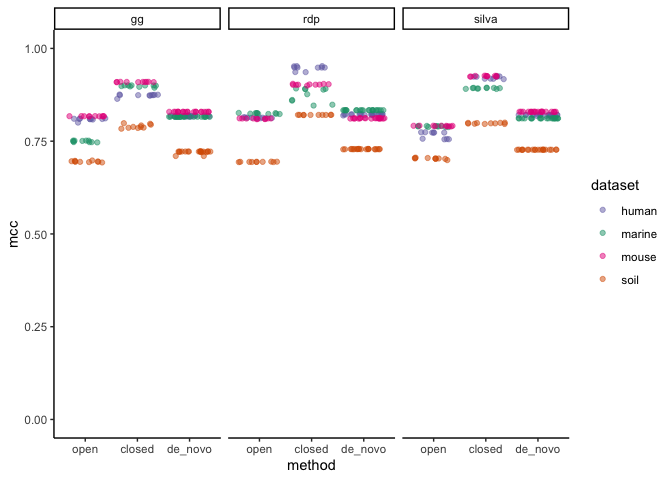 gg rdp silva
1.00
0.75
0.50
0.25
0.00
mcc
open closed de_novo open closed de_novo open closed de_novo
method
dataset
human
marine
mouse
soil